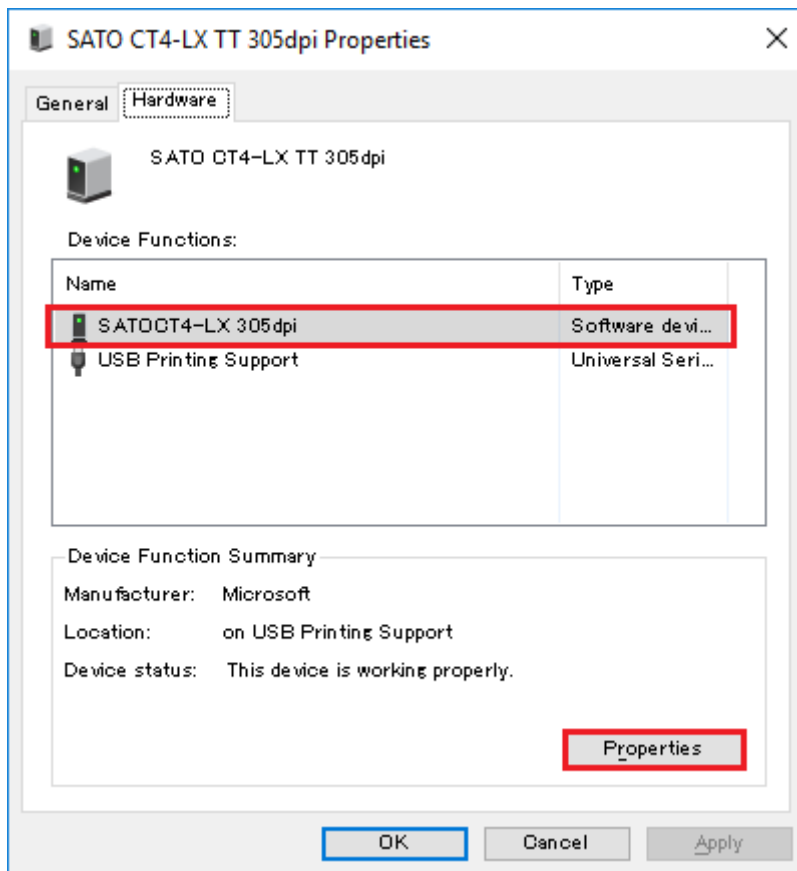 SATO CT4-LX TT 305dpi Properties
General Hardware
SATO CT4-LX TT 305dpi
Device Functions:
Name Type
SATOCT4-LX 305dpi Software devi...
USB Printing Support Universal Seri...
Device Function Summary
Manufacturer: Microsoft
Location: on USB Printing Support
Device status: This device is working properly.
Properties
OK Cancel Apply